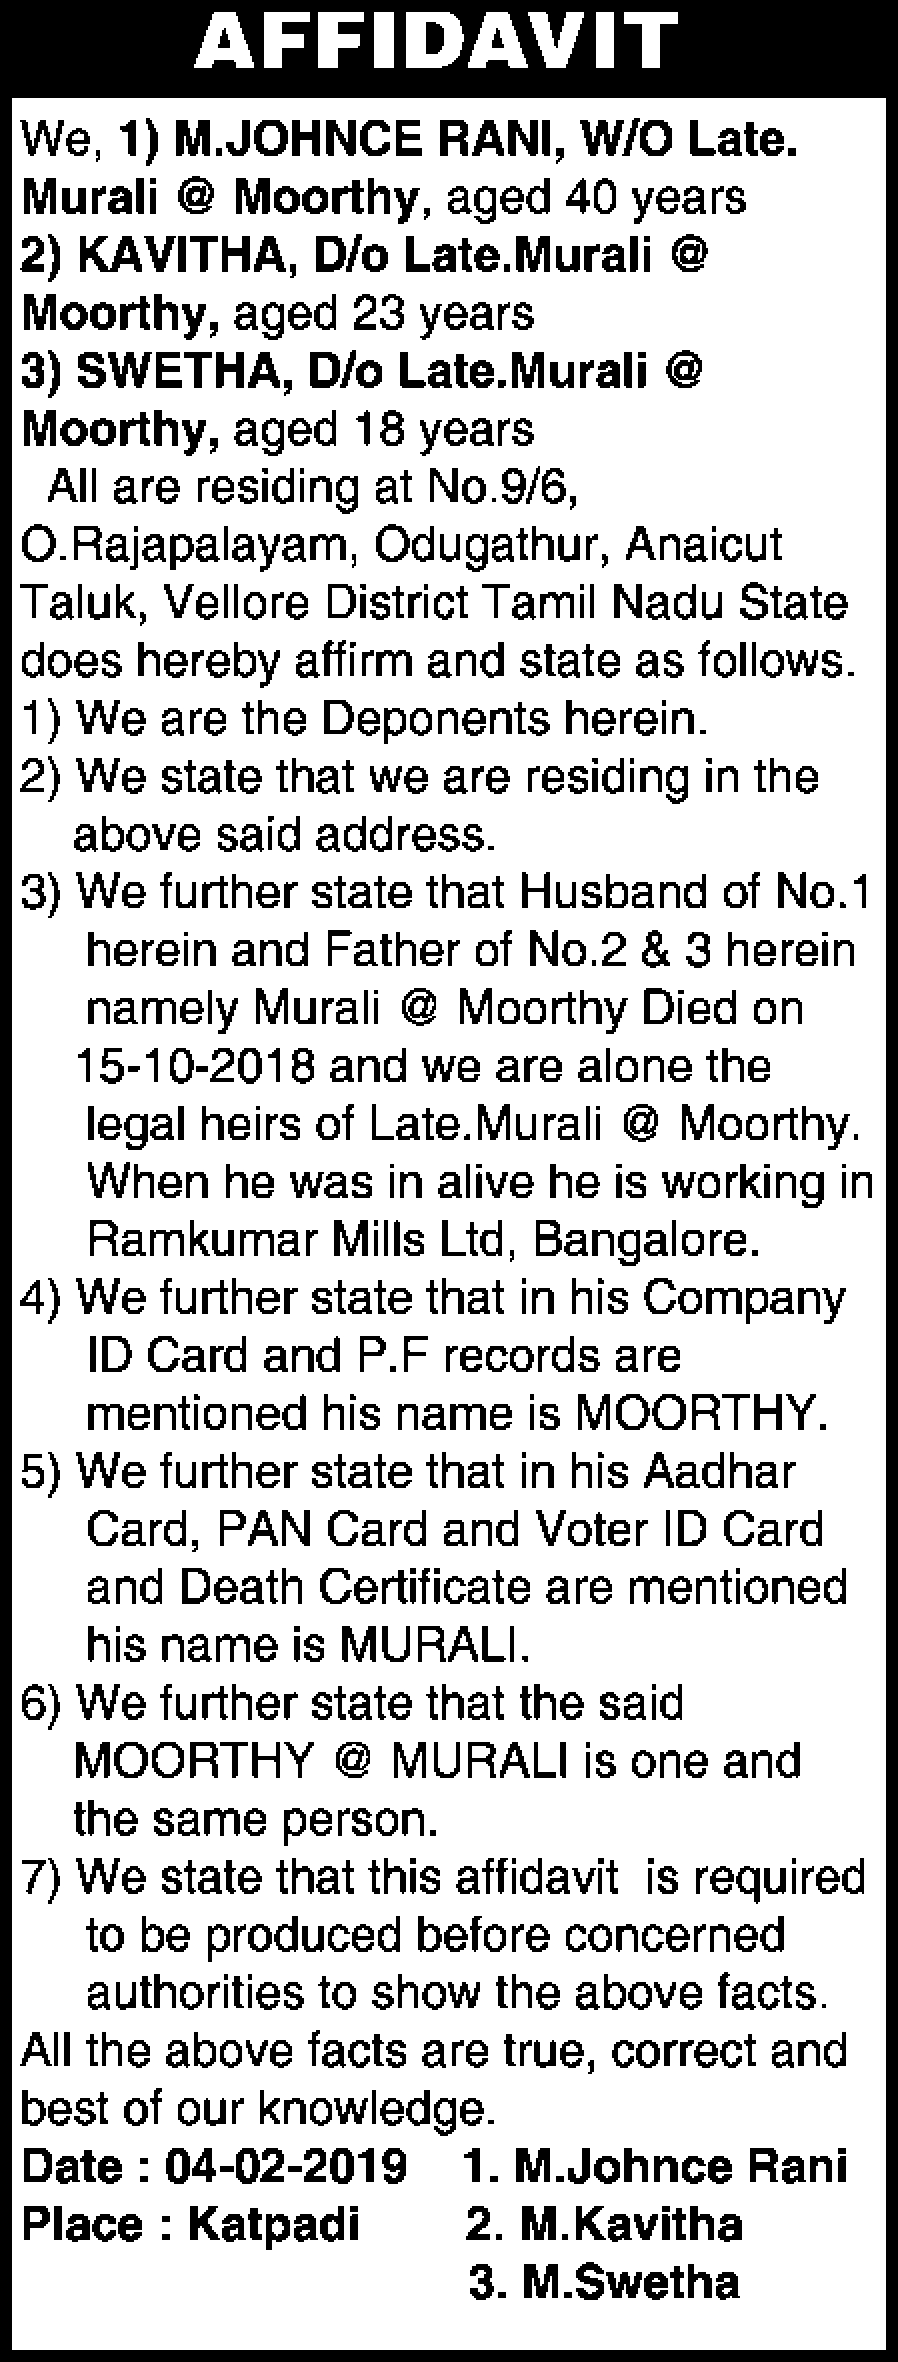 AFFIDAVIT
We, 1) M.JOHNCE RANI, W/O Late.
Murali @ Moorthy, aged 40 years
2) KAVITHA, D/o Late.Murali @
Moorthy, aged 23 years
3) SWETHA, D/o Late.Murali @
Moorthy, aged 18 years
All are residing at No.9/6,
O.Rajapalayam, Odugathur, Anaicut
Taluk, Vellore District Tamil Nadu State
does hereby affirm and state as follows.
1) We are the Deponents herein.
2) We state that we are residing in the
above said address.
3) We further state that Husband of No.1
herein and Father of No.2 & 3 herein
namely Murali @ Moorthy Died on
15-10-2018 and we are alone the
legal heirs of Late.Murali @ Moorthy.
When he was in alive he is working in
Ramkumar Mills Ltd, Bangalore.
4) We further state that in his Company
ID Card and P.F records are
mentioned his name is MOORTHY.
5) We further state that in his Aadhar
Card, PAN Card and Voter ID Card
and Death Certificate are mentioned
his name is MURALI.
6) We further state that the said
MOORTHY @ MURALI is one and
the same person.
7) We state that this affidavit is required
to be produced before concerned
authorities to show the above facts.
All the above facts are true, correct and
best of our knowledge.
Date : 04-02-2019 1. M.Johnce Rani
Place : Katpadi 2. M.Kavitha
3. M.Swetha